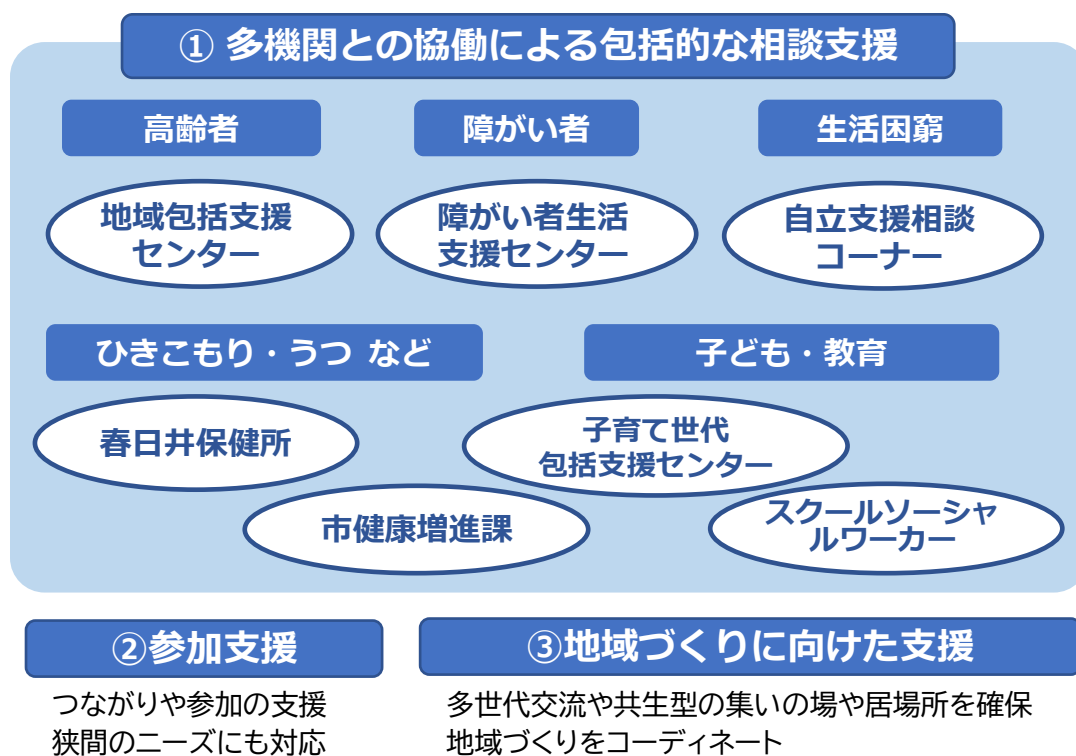 ① 多機関との協働による包括的な相談支援
高齢者
障がい者
生活困窮
地域包括支援
センター
障がい者生活
支援センター
自立支援相談
コーナー
ひきこもり・うつ など
子ども・教育
春日井保健所
子育て世代
包括支援センター
市健康増進課
スクールソーシャ
ルワーカー
②参加支援
③地域づくりに向けた支援
つながりや参加の支援
狭間のニーズにも対応
多世代交流や共生型の集いの場や居場所を確保
地域づくりをコーディネート